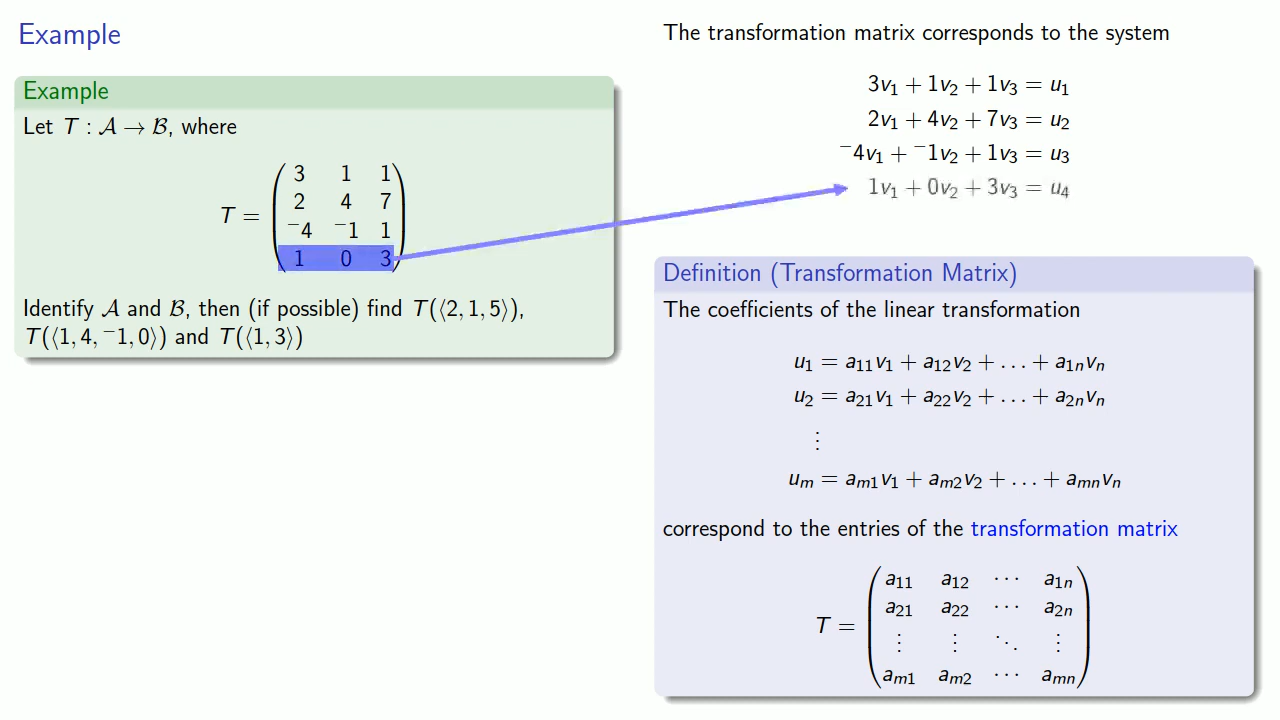 Example
Example
Let T : 𝒜 → ℬ, where
T =
3 1 1
2 4 7
⁻4 ⁻1 1
1 0 3
Identify 𝒜 and ℬ, then (if possible) find T(⟨2, 1, 5⟩),
T(⟨1, 4, ⁻1, 0⟩) and T(⟨1, 3⟩)
The transformation matrix corresponds to the system
3v₁ + 1v₂ + 1v₃ = u₁
2v₁ + 4v₂ + 7v₃ = u₂
⁻4v₁ + ⁻1v₂ + 1v₃ = u₃
1v₁ + 0v₂ + 3v₃ = u₄
Definition (Transformation Matrix)
The coefficients of the linear transformation
u₁ = a₁₁v₁ + a₁₂v₂ + … + a₁ₙvₙ
u₂ = a₂₁v₁ + a₂₂v₂ + … + a₂ₙvₙ
⋮
uₘ = aₘ₁v₁ + aₘ₂v₂ + … + aₘₙvₙ
correspond to the entries of the transformation matrix
T =
a₁₁ a₁₂ ⋯ a₁ₙ
a₂₁ a₂₂ ⋯ a₂ₙ
⋮ ⋮ ⋱ ⋮
aₘ₁ aₘ₂ ⋯ aₘₙ